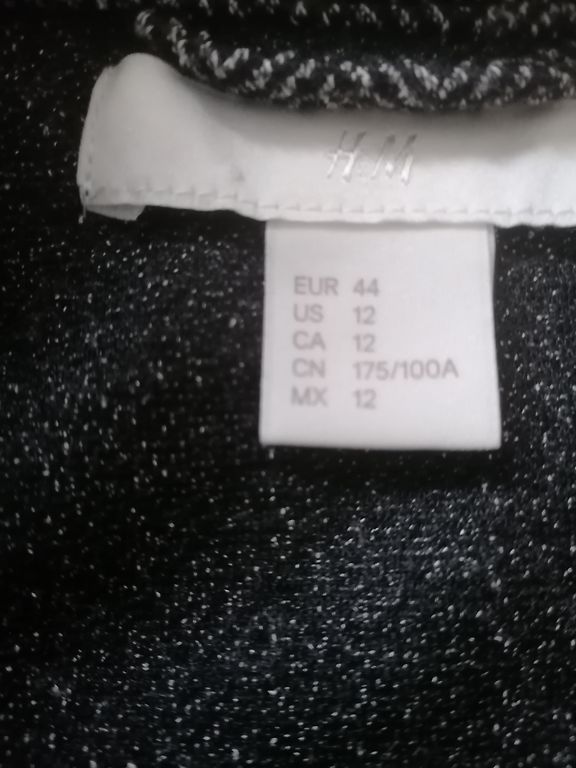 H&M
EUR 44
US 12
CA 12
CN 175/100A
MX 12